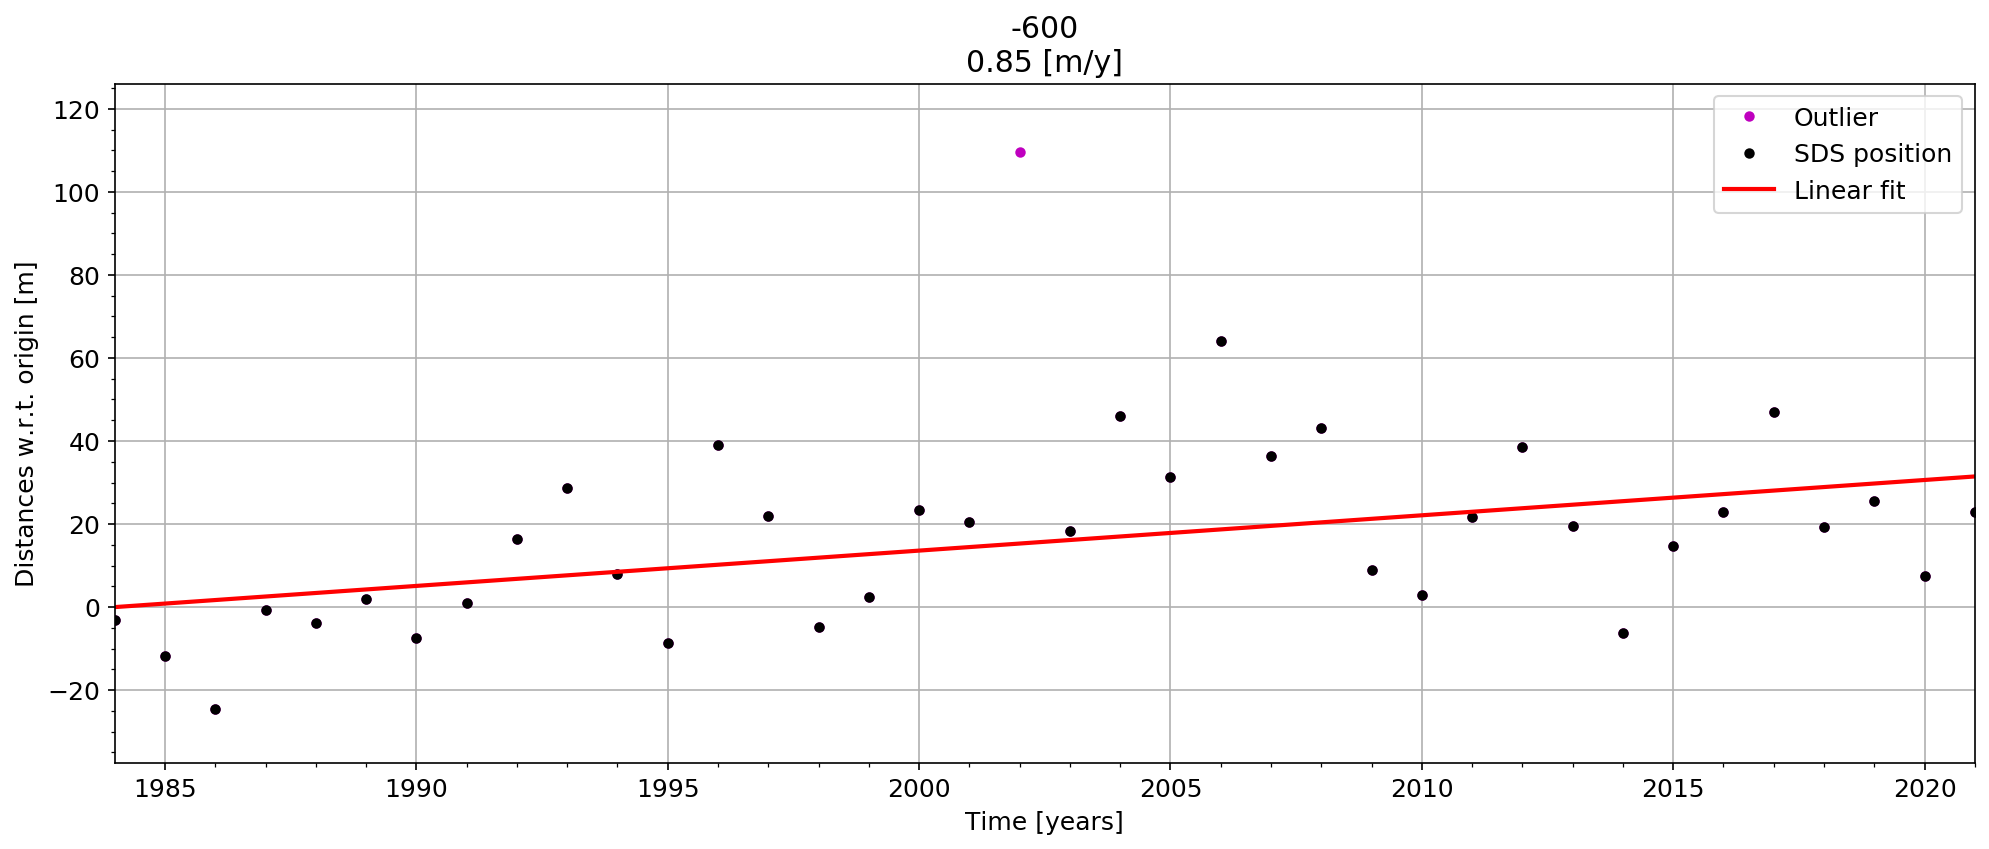 -600
0.85 [m/y]
Distances w.r.t. origin [m]
120
100
80
60
40
20
0
−20
Outlier
SDS position
Linear fit
1985 1990 1995 2000 2005 2010 2015 2020
Time [years]